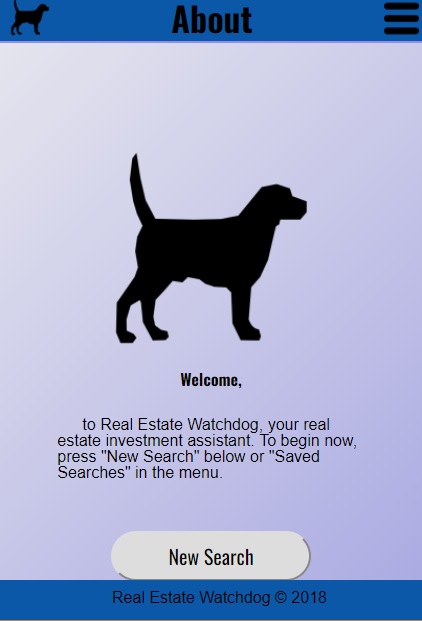 About
Welcome,
to Real Estate Watchdog, your real
estate investment assistant. To begin now,
press "New Search" below or "Saved
Searches" in the menu.
New Search
Real Estate Watchdog © 2018